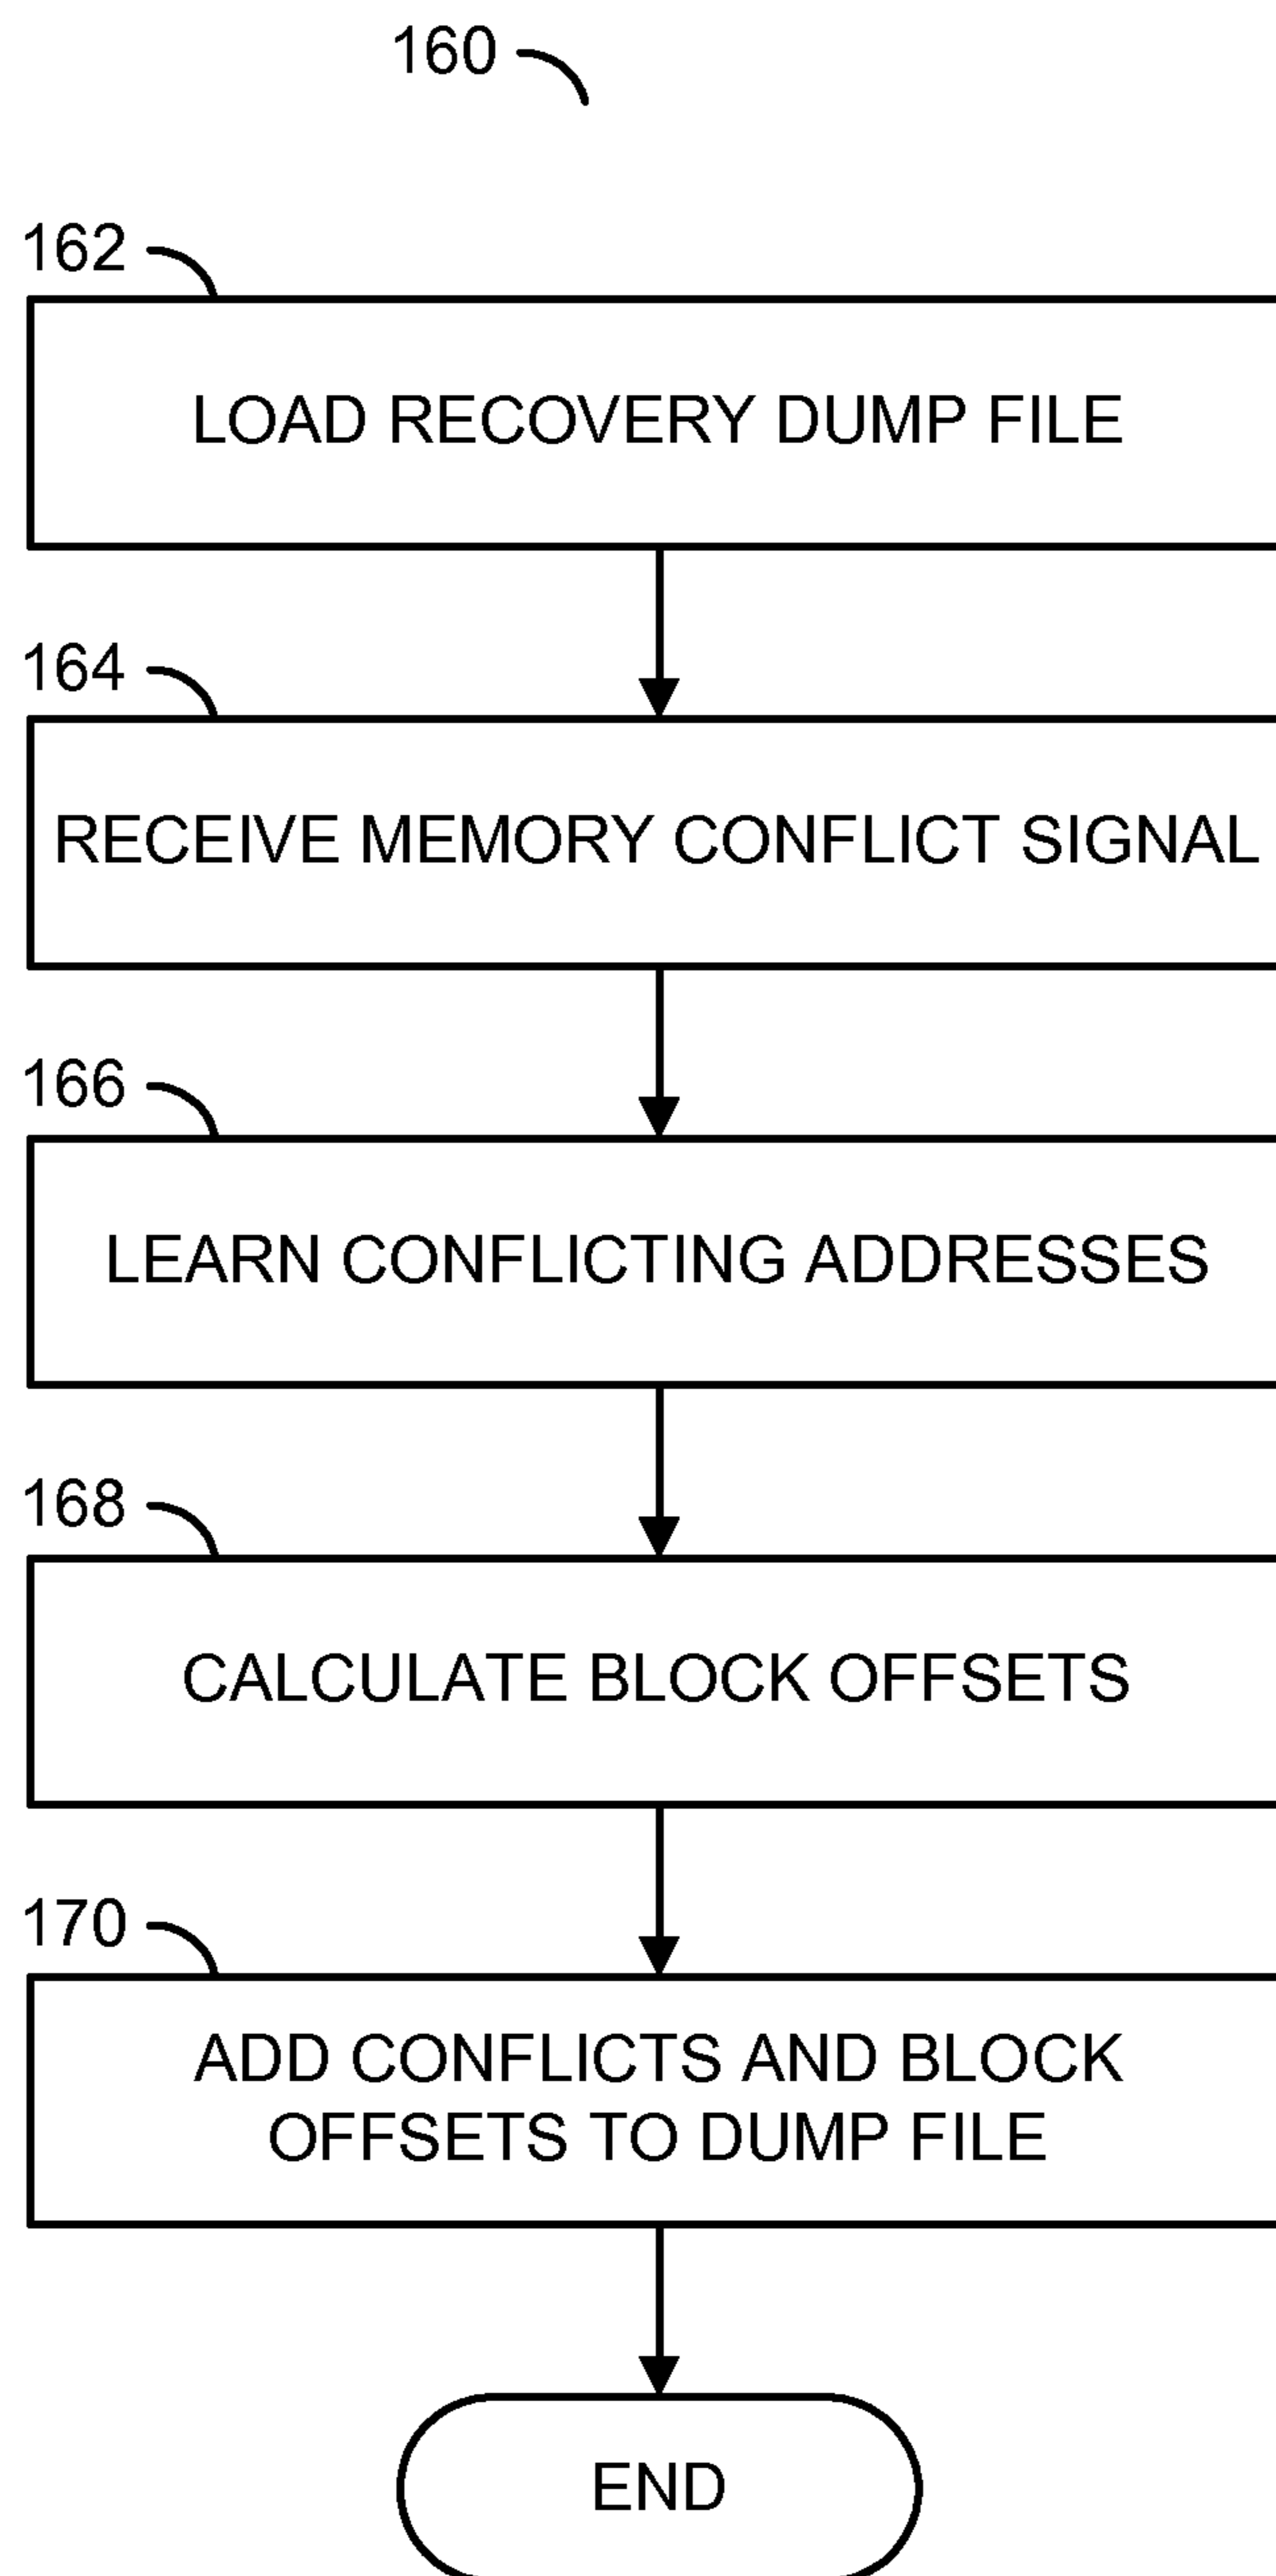 160
162
LOAD RECOVERY DUMP FILE
164
RECEIVE MEMORY CONFLICT SIGNAL
166
LEARN CONFLICTING ADDRESSES
168
CALCULATE BLOCK OFFSETS
170
ADD CONFLICTS AND BLOCK
OFFSETS TO DUMP FILE
END